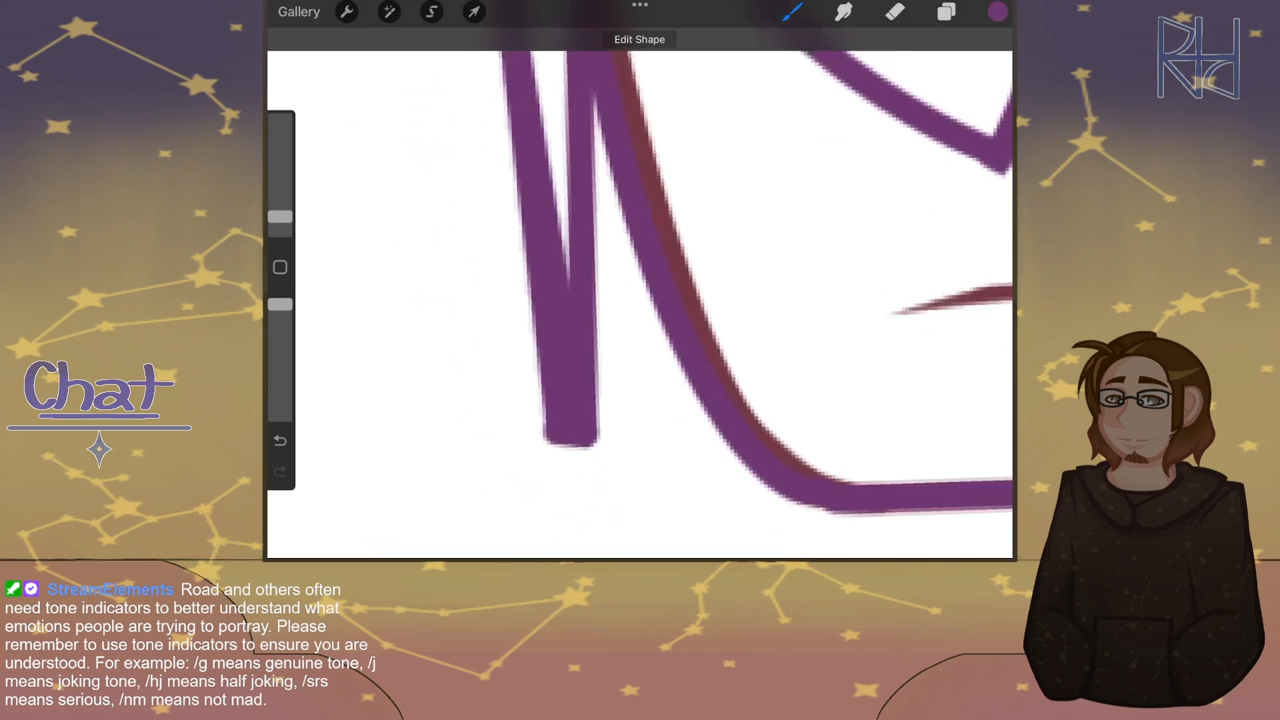 Gallery
Edit Shape
Chat
StreamElements Road and others often
need tone indicators to better understand what
emotions people are trying to portray. Please
remember to use tone indicators to ensure you are
understood. For example: /g means genuine tone, /j
means joking tone, /hj means half joking, /srs
means serious, /nm means not mad.